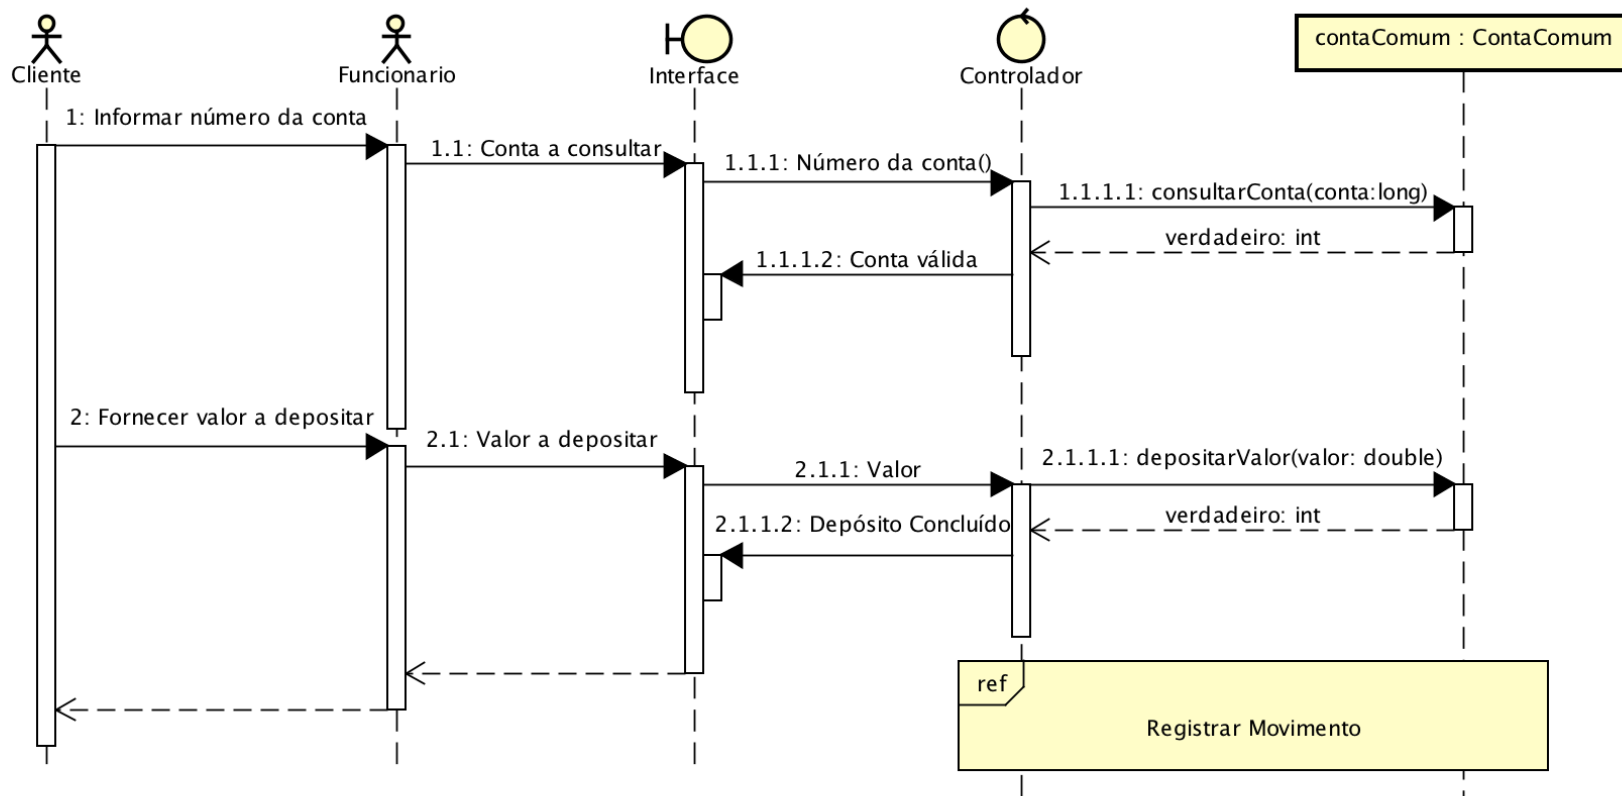 Cliente
Funcionario
Interface
Controlador
contaComum : ContaComum
1: Informar número da conta
1.1: Conta a consultar
1.1.1: Número da conta()
1.1.1.1: consultarConta(conta:long)
verdadeiro: int
1.1.1.2: Conta válida
2: Fornecer valor a depositar
2.1: Valor a depositar
2.1.1: Valor
2.1.1.1: depositarValor(valor: double)
verdadeiro: int
2.1.1.2: Depósito Concluído
ref
Registrar Movimento